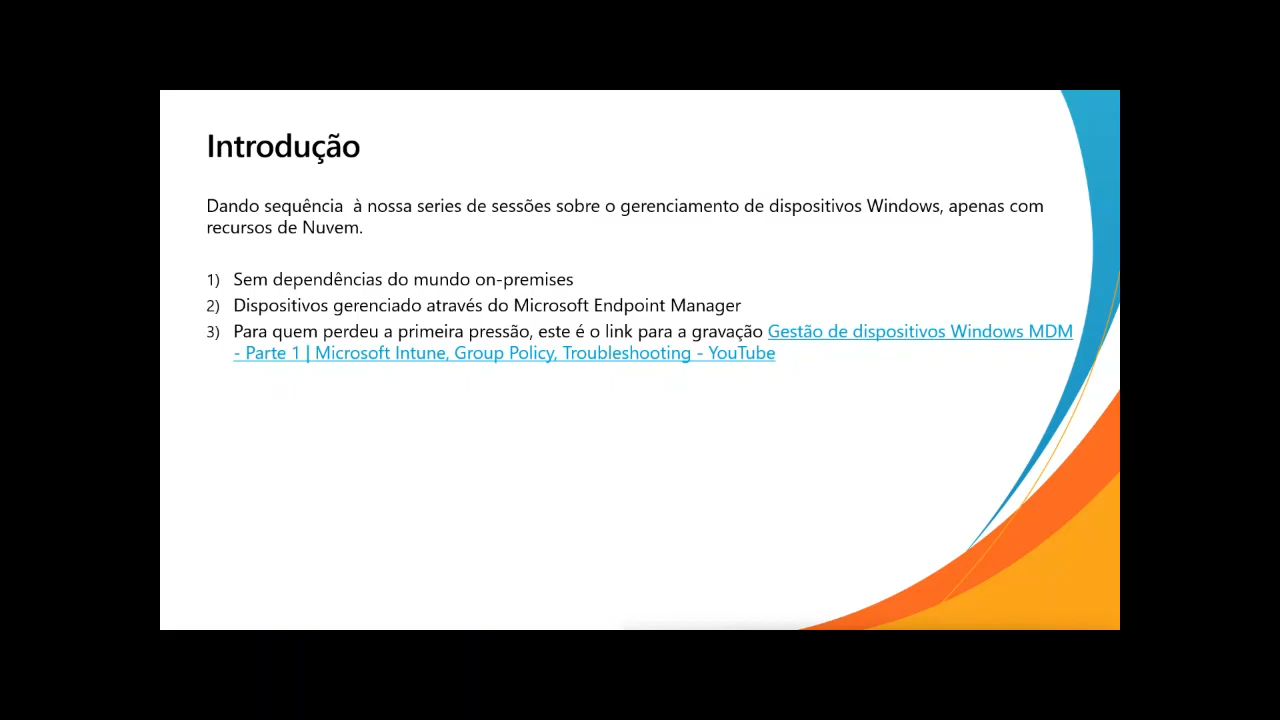 Introdução
Dando sequência  à nossa series de sessões sobre o gerenciamento de dispositivos Windows, apenas com
recursos de Nuvem.
1) Sem dependências do mundo on-premises
2) Dispositivos gerenciado através do Microsoft Endpoint Manager
3) Para quem perdeu a primeira pressão, este é o link para a gravação Gestão de dispositivos Windows MDM
- Parte 1 | Microsoft Intune, Group Policy, Troubleshooting - YouTube